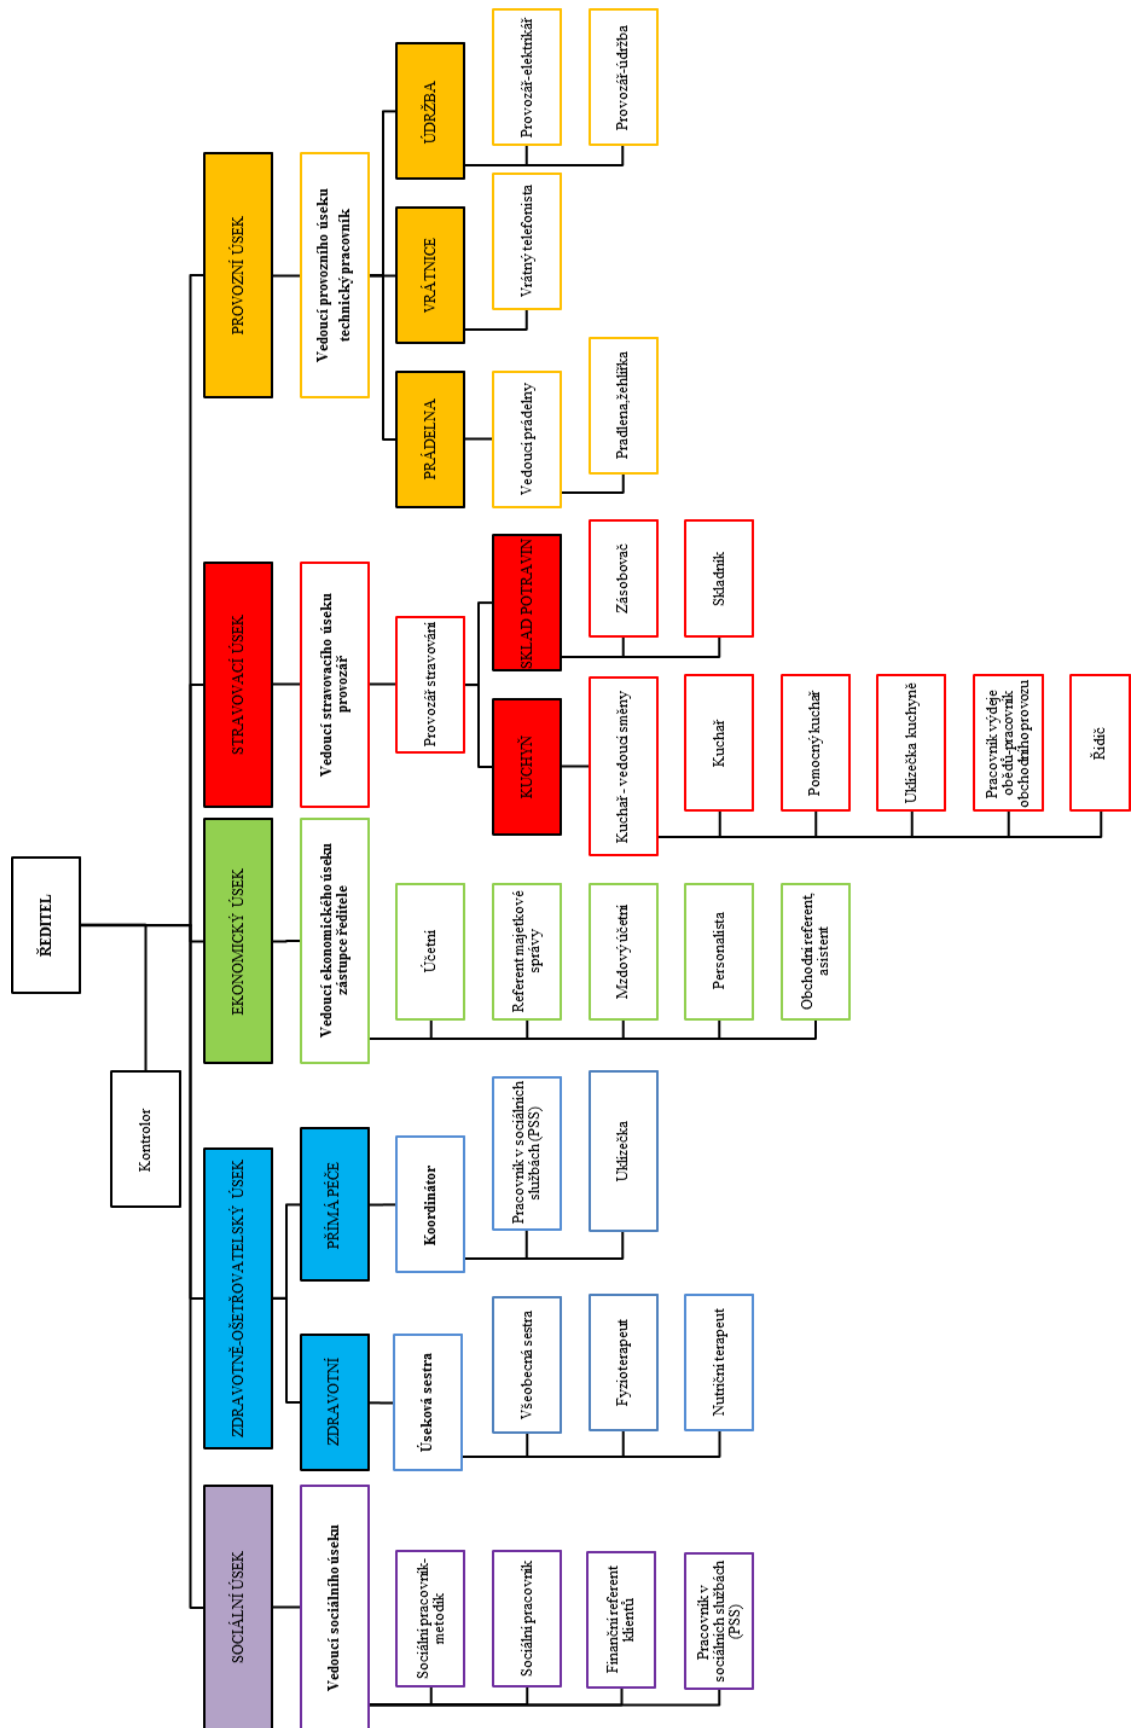 ŘEDITEL
Kontrolor
SOCIÁLNÍ ÚSEK
Vedoucí sociálního úseku
Sociální pracovník-
metodik
Sociální pracovník
Finanční referent
klientů
Pracovník v
sociálních službách
(PSS)
ZDRAVOTNĚ-OŠETŘOVATELSKÝ ÚSEK
ZDRAVOTNÍ
Úseková sestra
Všeobecná sestra
Fyzioterapeut
Nutriční terapeut
PŘÍMÁ PÉČE
Koordinátor
Pracovník v sociálních
službách (PSS)
Uklízečka
EKONOMICKÝ ÚSEK
Vedoucí ekonomického úseku
zástupce ředitele
Účetní
Referent majetkové
správy
Mzdový účetní
Personalista
Obchodní referent,
asistent
STRAVOVACÍ ÚSEK
Vedoucí stravovacího úseku
provozář
Provozář stravování
KUCHYŇ
Kuchař - vedoucí směny
Kuchař
Pomocný kuchař
Uklízečka kuchyně
Pracovník výdeje
obědů-pracovník
obchodního provozu
Řidič
SKLAD POTRAVIN
Zásobovač
Skladník
PROVOZNÍ ÚSEK
Vedoucí provozního úseku
technický pracovník
PRÁDELNA
Vedoucí prádelny
Pradlena,žehlířka
VRÁTNICE
Vrátný telefonista
ÚDRŽBA
Provozář-elektrikář
Provozář-údržba